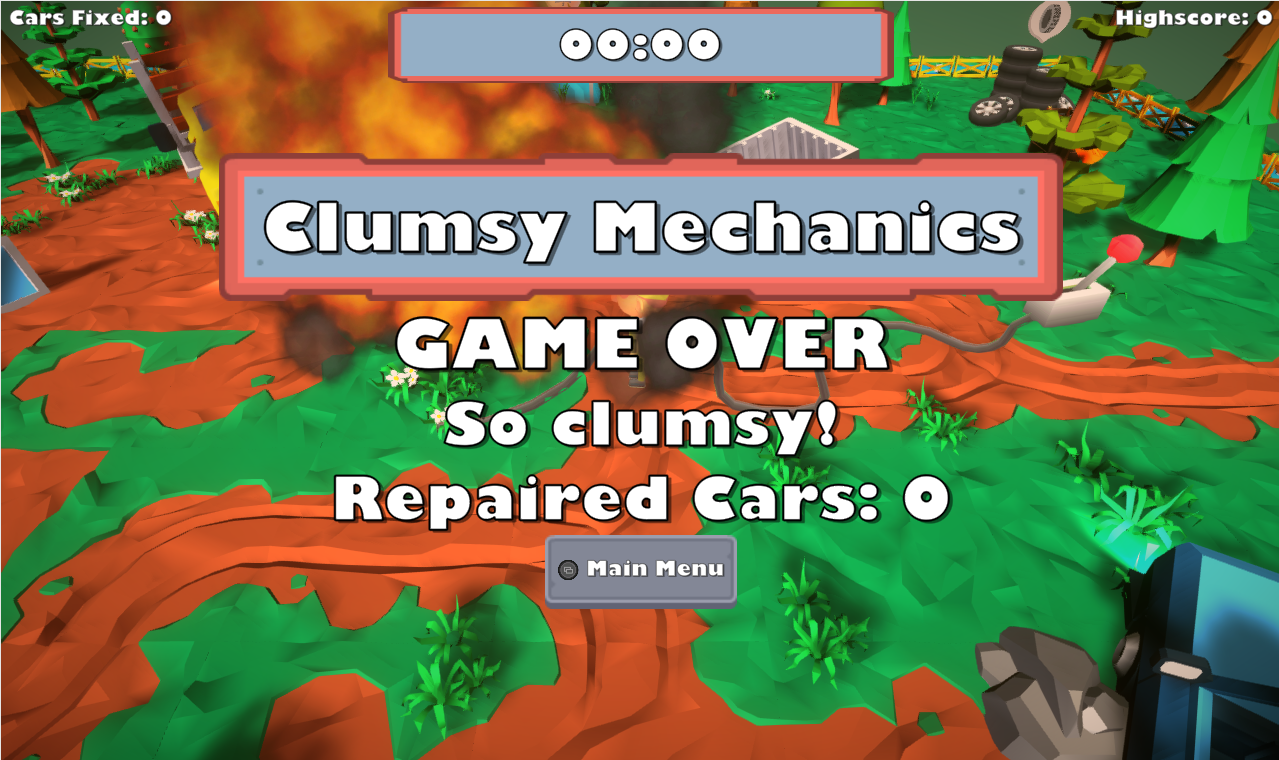 Cars Fixed: 0
00:00
Highscore: 0
Clumsy Mechanics
GAME OVER
So clumsy!
Repaired Cars: 0
Main Menu